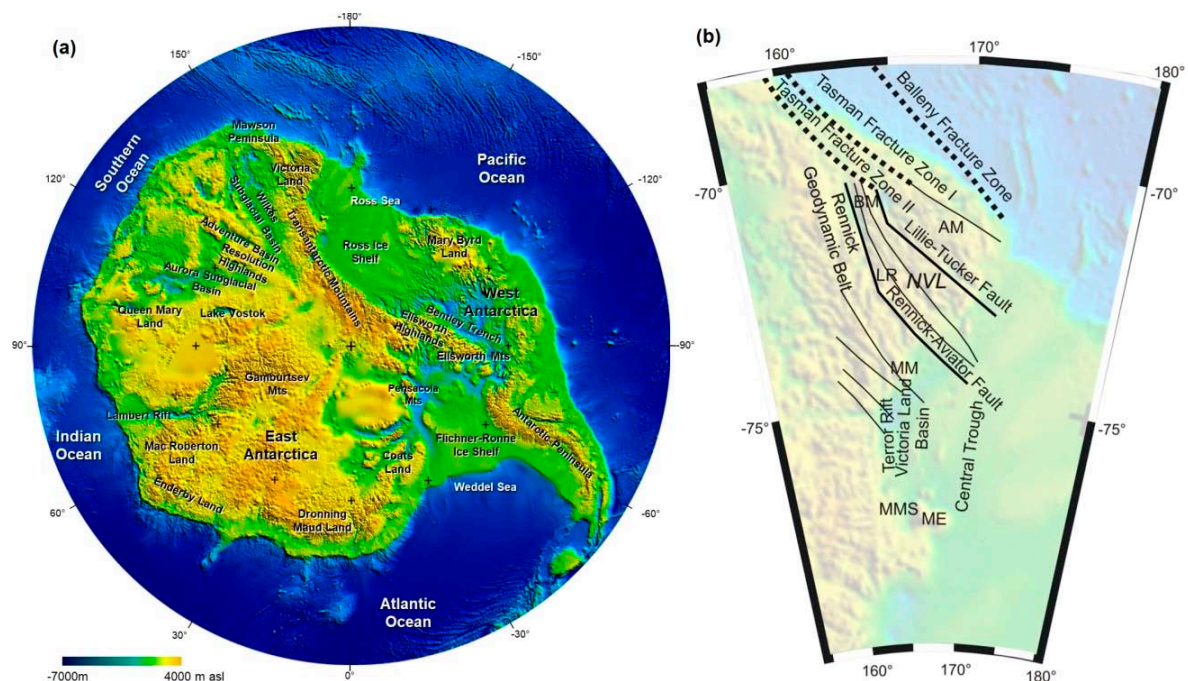 (a)
-180°
150°
-150°
120°
-120°
90°
-90°
60°
-60°
30°
-30°
0°
Southern
Ocean
Mawson
Peninsula
Victoria
Land
Pacific
Ocean
Wilkes
Subglacial Basin
Ross Sea
Ross Ice
Shelf
Transantarctic Mountains
Mary Byrd
Land
Adventure Basin
Resolution
Highlands
Aurora Subglacial
Basin
West
Antarctica
Queen Mary
Land
Lake Vostok
Bentley Trench
Ellsworth
Highlands
Ellsworth Mts
Gamburtsev
Mts
Pensacola
Mts
Lambert Rift
Mac Roberton
Land
East
Antarctica
Flichner-Ronne
Ice Shelf
Antarctic Peninsula
Indian
Ocean
Coats
Land
Weddel Sea
Enderby Land
Dronning
Maud Land
Atlantic
Ocean
-7000m
4000 m asl
(b)
160°
170°
180°
-70°
-70°
-75°
-75°
160°
170°
180°
Balleny Fracture Zone
Tasman Fracture Zone I
Tasman Fracture Zone II
Rennick
Geodynamic Belt
BM
AM
Lillie-Tucker Fault
LR
NVL
Rennick-Aviator Fault
MM
Terror Rift
Victoria Land
Basin
Central Trough
MMS
ME